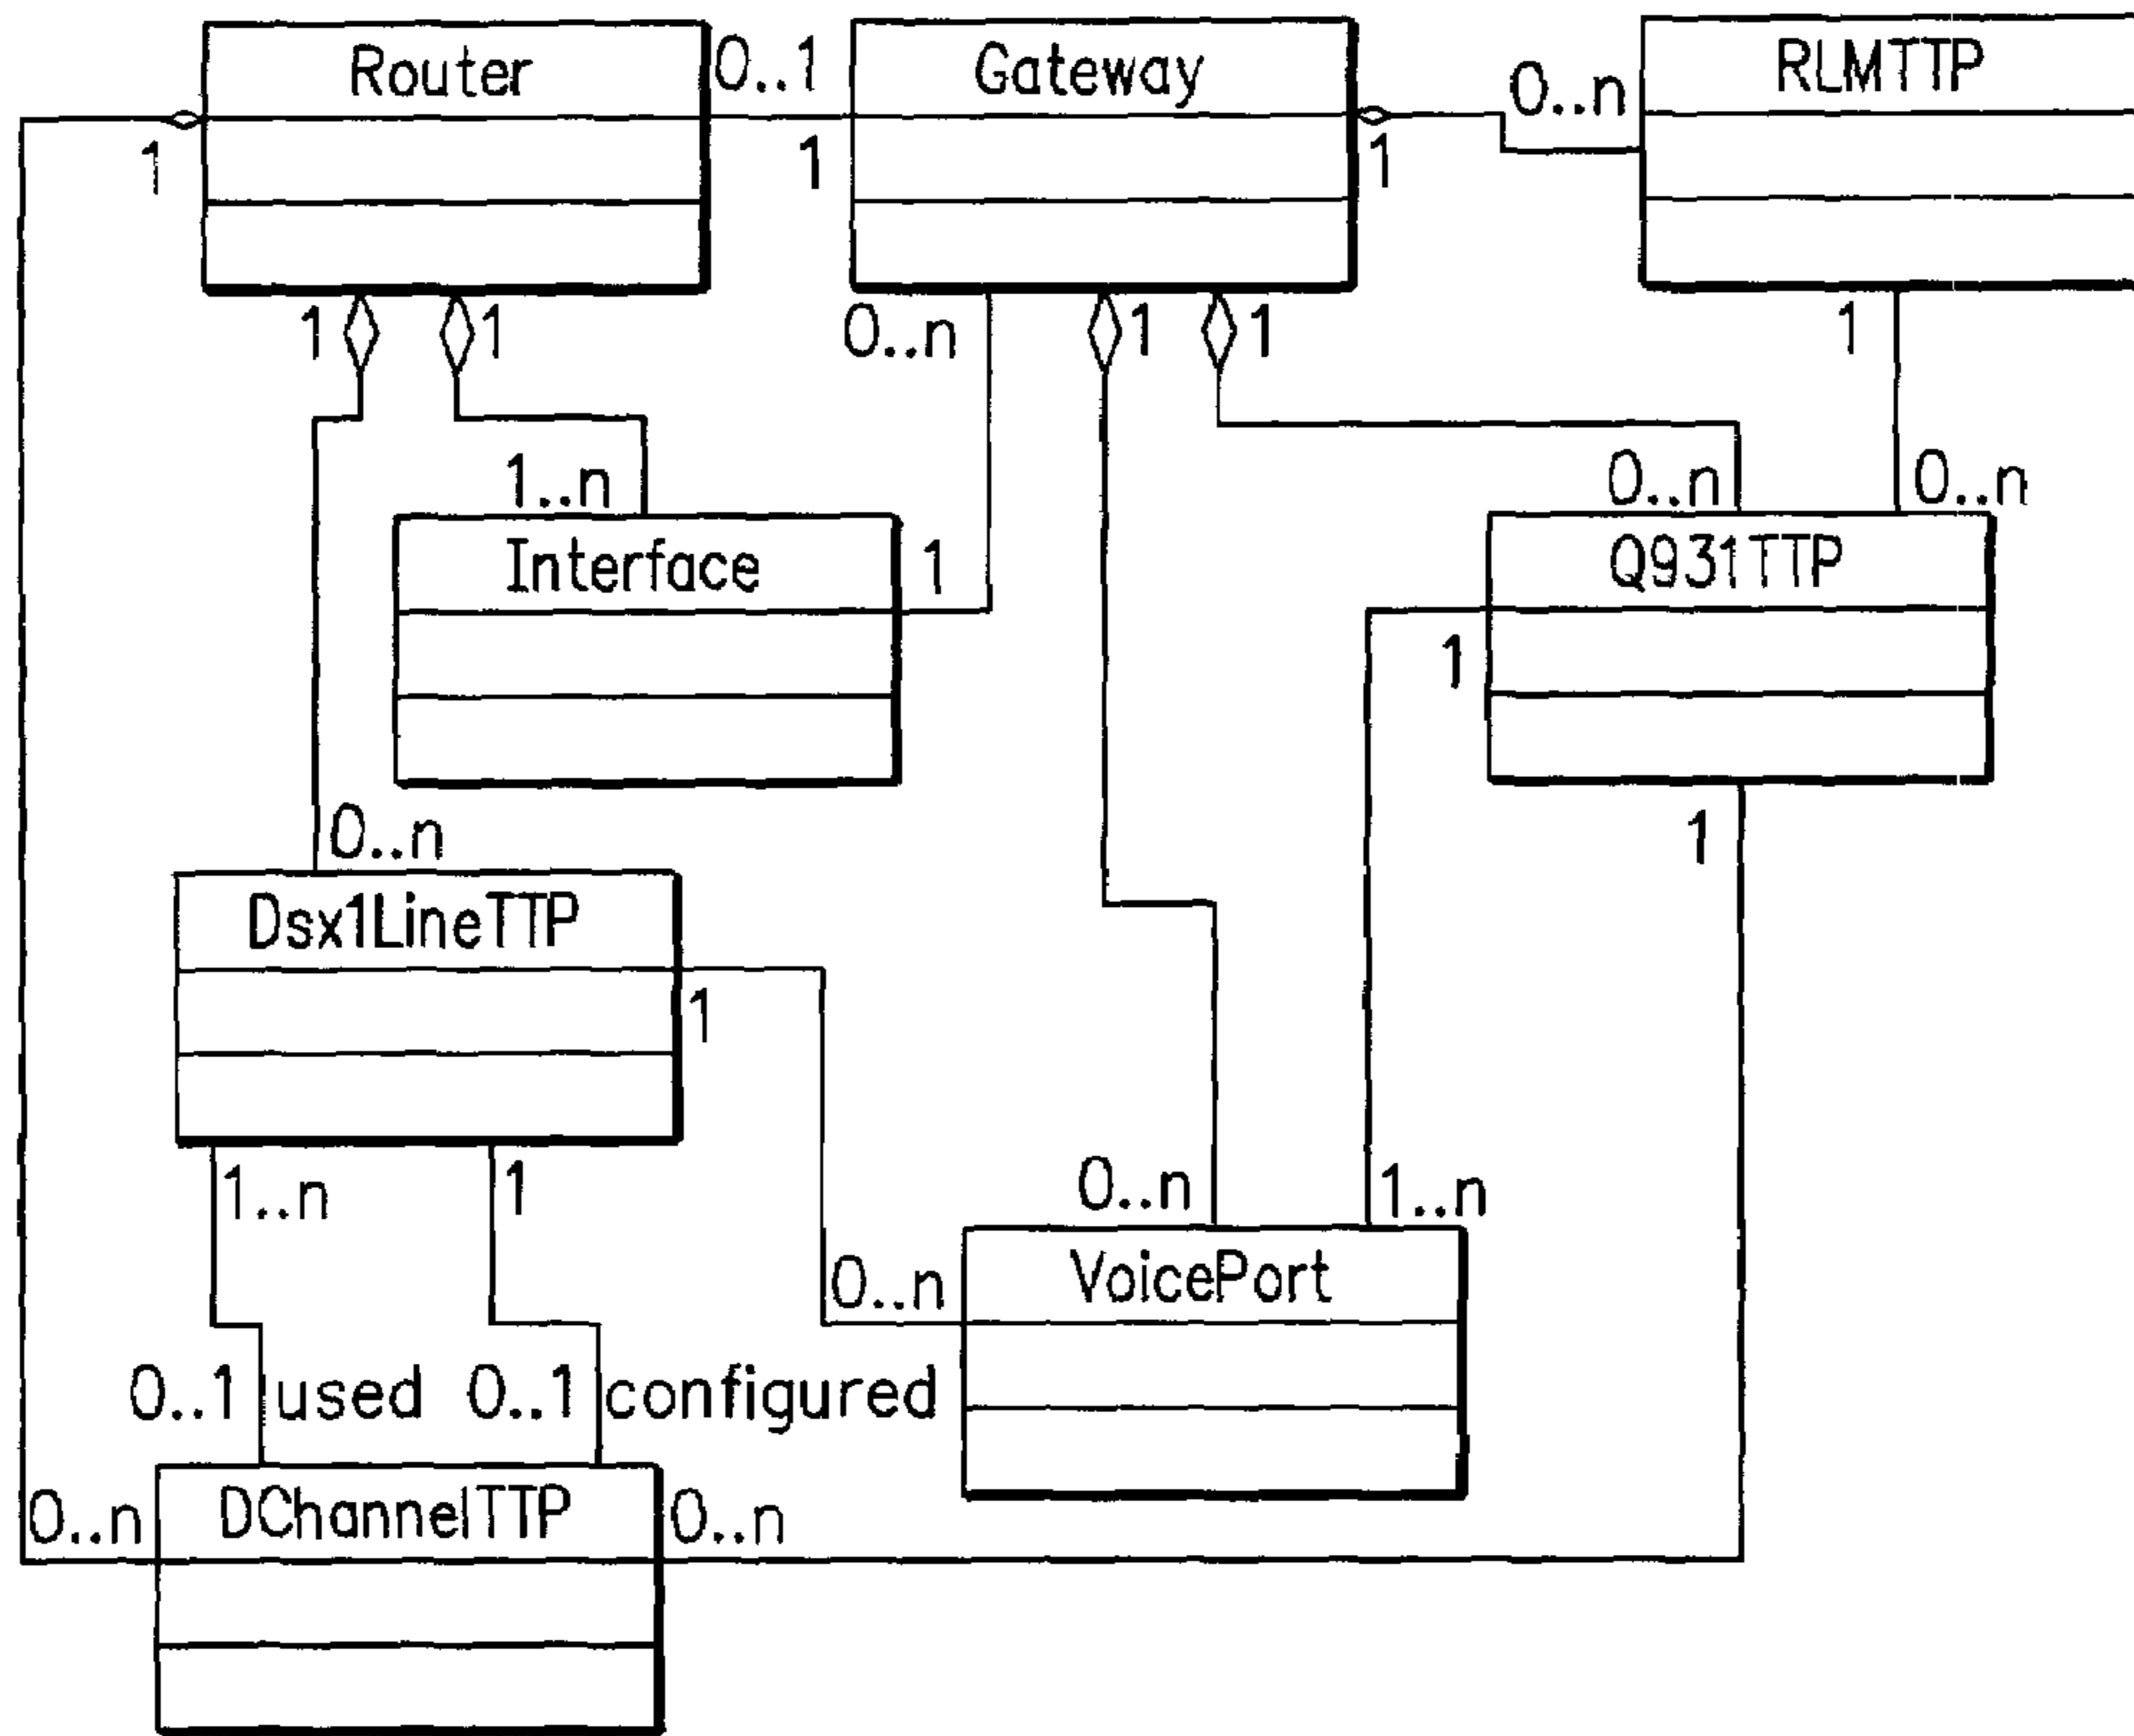 Router
0..1
Gateway
0..n
RLMTTP
1
1
1
1
1
0..n
1
1
1
1..n
0..n
0..n
Interface
1
Q931TTP
1
0..n
1
Dsx1LineTTP
1
1..n
1
0..n
1..n
0..n
VoicePort
0..1 used
0..1 configured
0..n
DChannelTTP
0..n